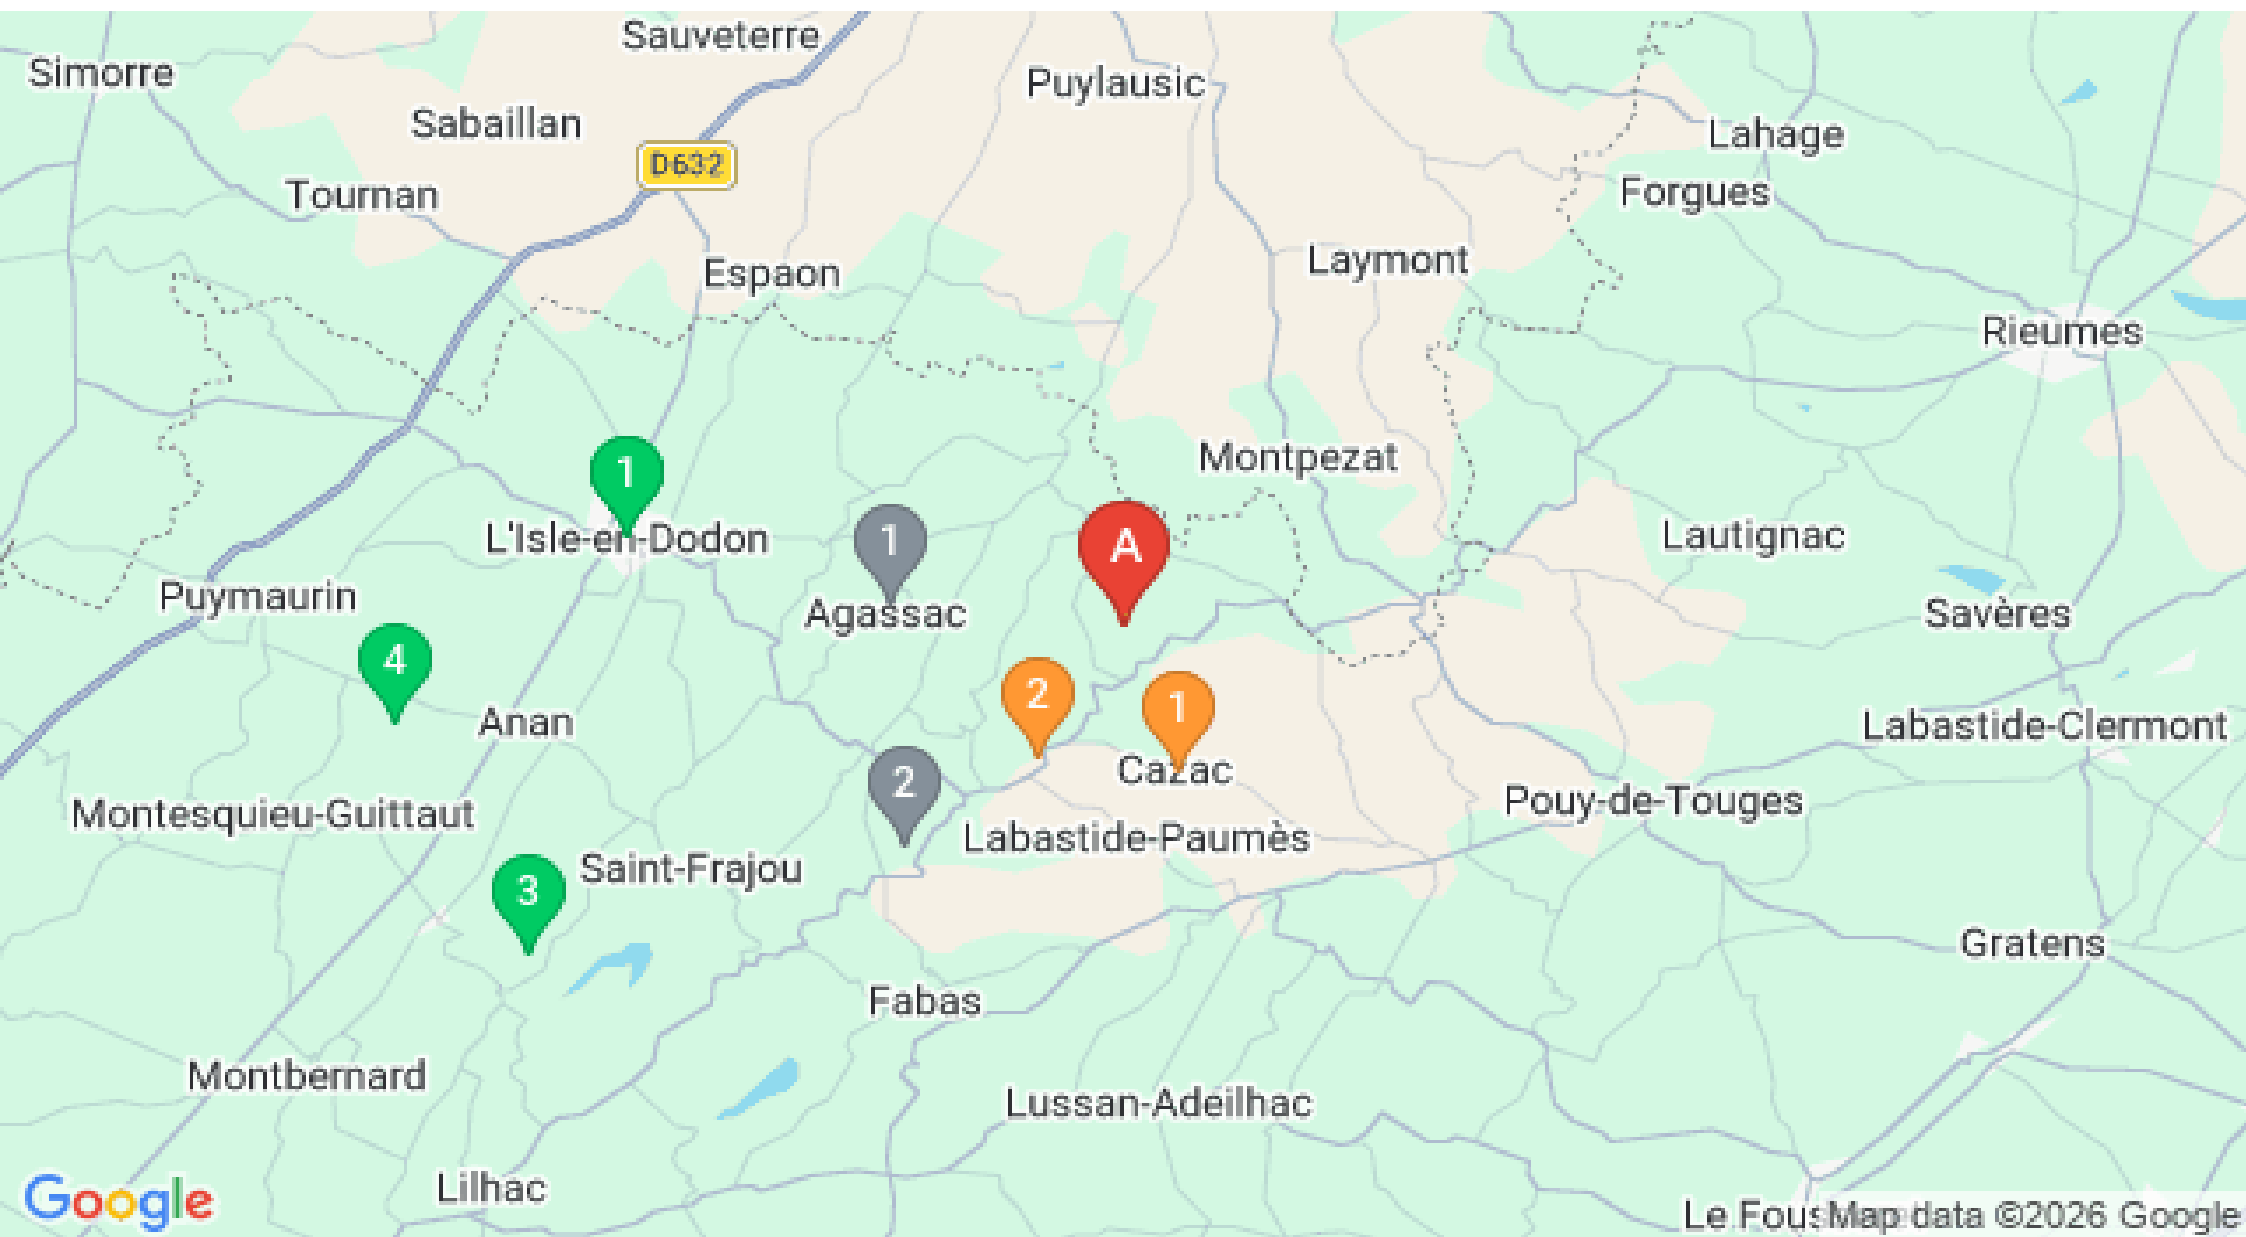 Sauveterre
Simorre
Puylausic
Sabaillan
Lahage
D632
Tournan
Forgues
Laymont
Espaon
Rieumes
1
Montpezat
L'Isle-en-Dodon
1
A
Lautignac
Puymaurin
Agassac
Savères
4
2
1
Anan
Labastide-Clermont
Cazac
2
Montesquieu-Guittaut
Pouy-de-Touges
Labastide-Paumès
Saint-Frajou
3
Gratens
Fabas
Montbernard
Lussan-Adeilhac
Lilhac
Google
Le Fous
Map data ©2026 Google